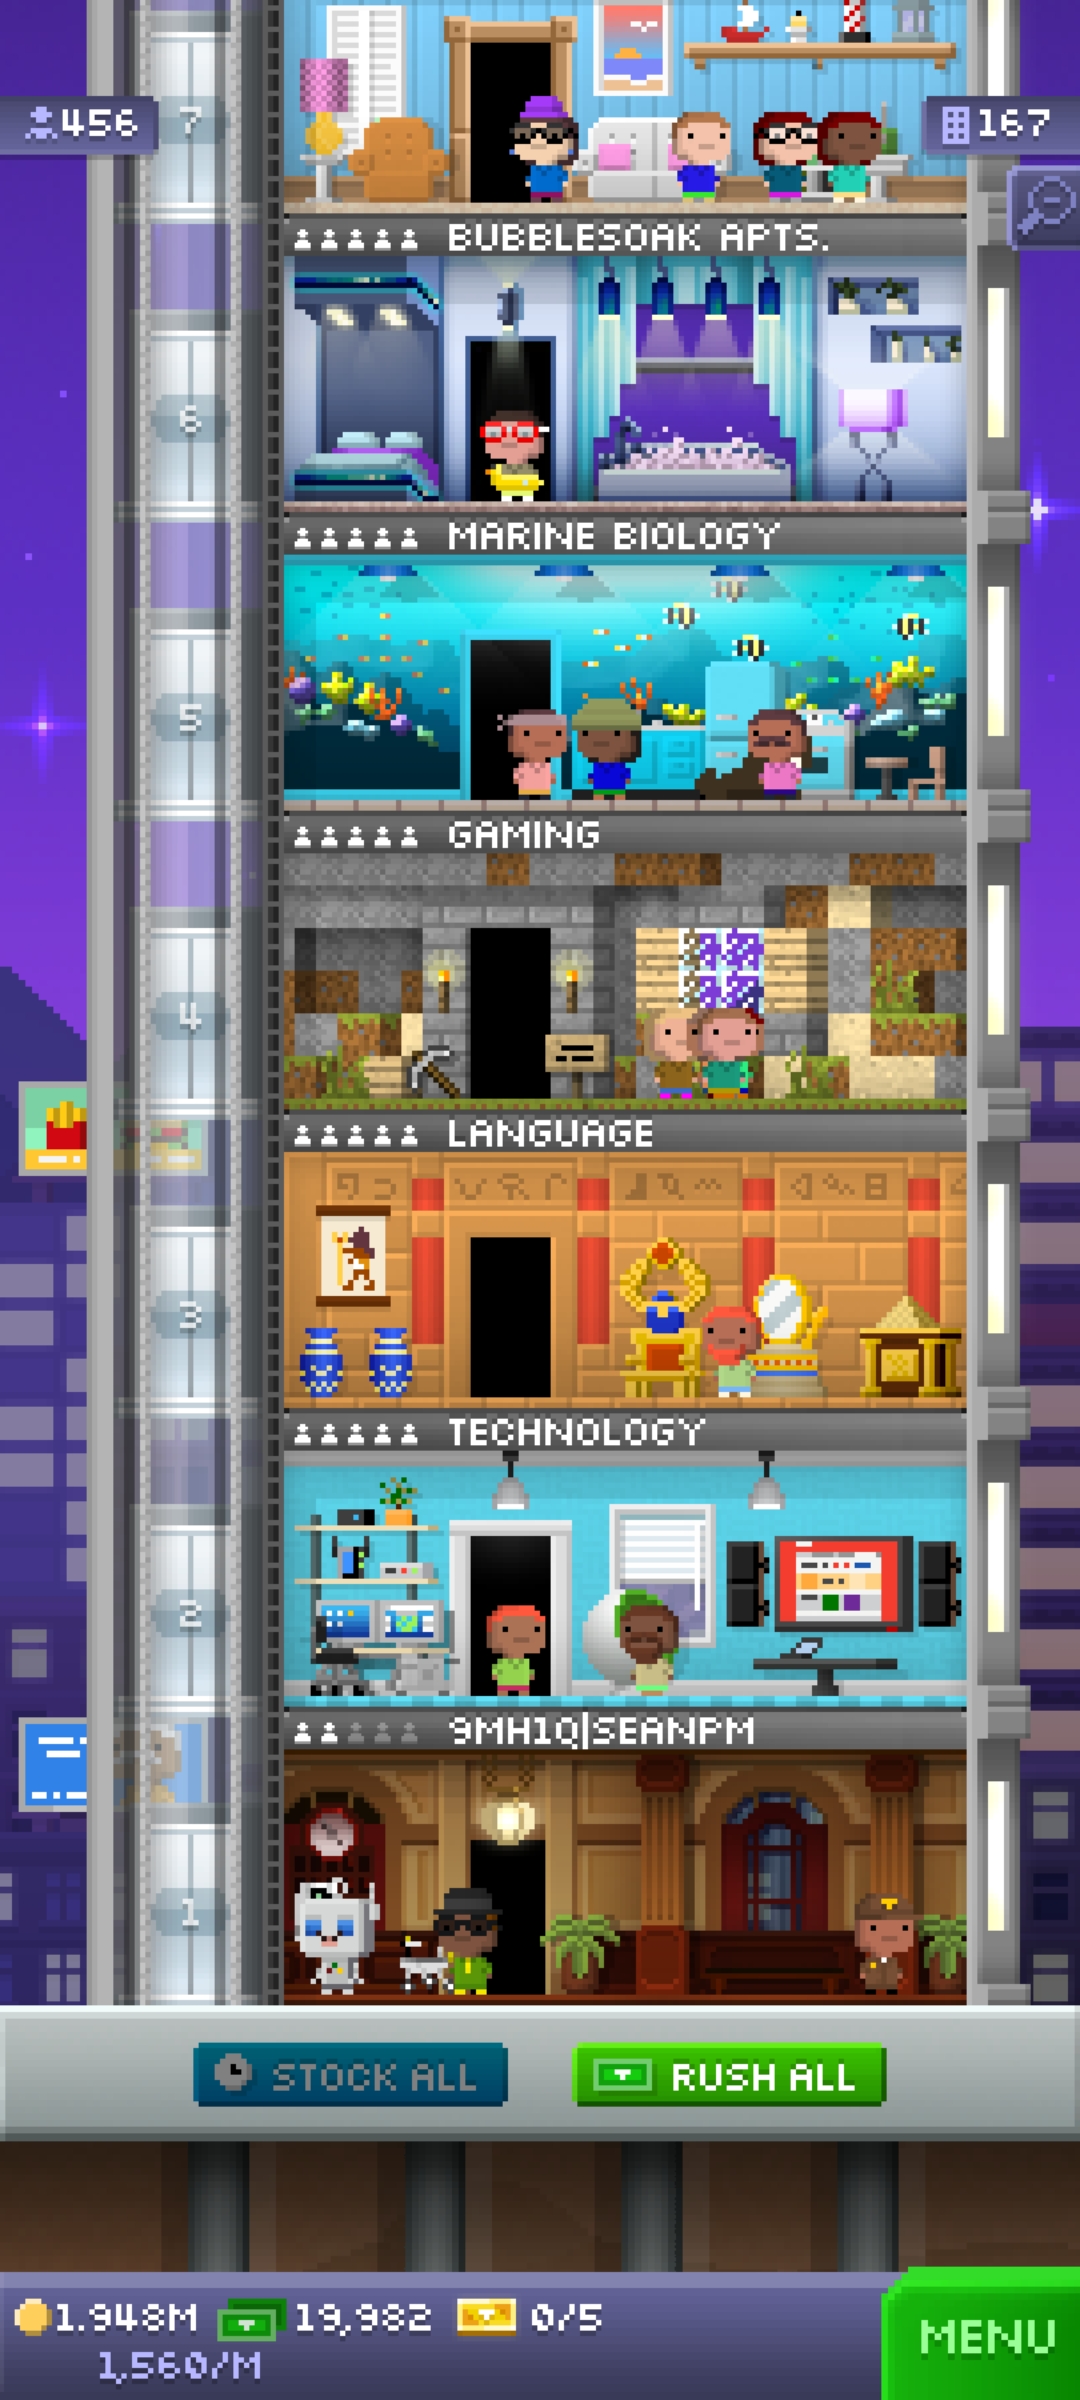 456
7
167
BUBBLESOAK APTS.
6
MARINE BIOLOGY
5
GAMING
4
LANGUAGE
3
TECHNOLOGY
2
9MH1Q|SEANPM
1
STOCK ALL
RUSH ALL
1.948M 19,982 0/5
1,560/M
MENU